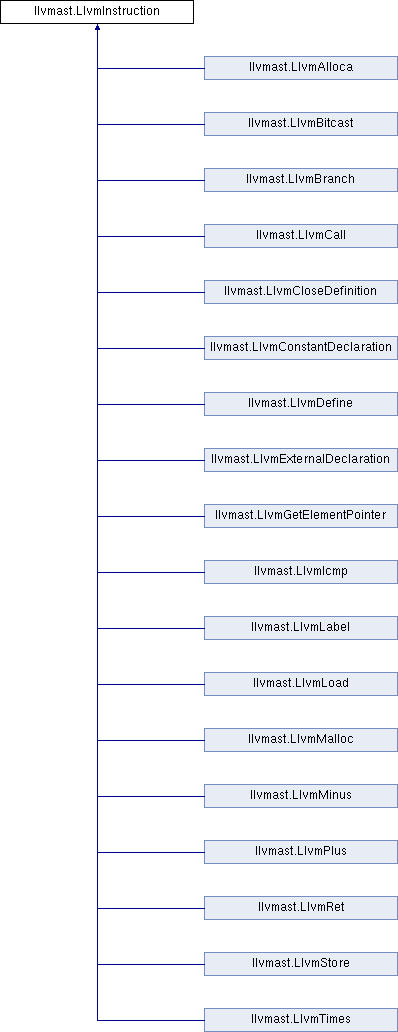 llvmast.LlvmInstruction
llvmast.LlvmAlloca
llvmast.LlvmBitcast
llvmast.LlvmBranch
llvmast.LlvmCall
llvmast.LlvmCloseDefinition
llvmast.LlvmConstantDeclaration
llvmast.LlvmDefine
llvmast.LlvmExternalDeclaration
llvmast.LlvmGetElementPointer
llvmast.LlvmIcmp
llvmast.LlvmLabel
llvmast.LlvmLoad
llvmast.LlvmMalloc
llvmast.LlvmMinus
llvmast.LlvmPlus
llvmast.LlvmRet
llvmast.LlvmStore
llvmast.LlvmTimes